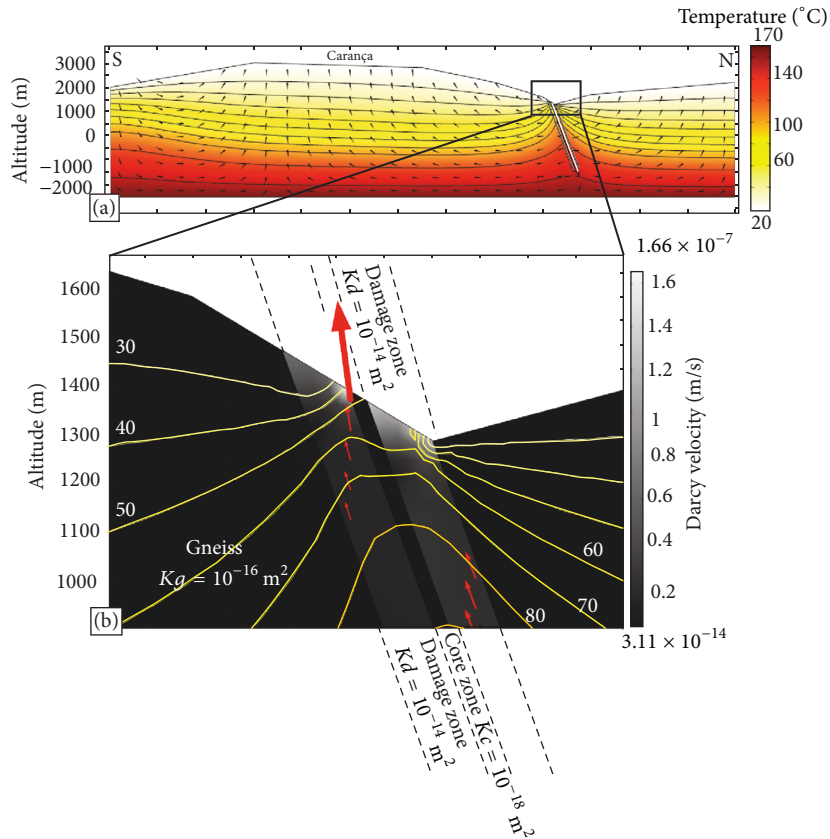 Temperature (°C)
170
140
100
60
20
S
Carança
N
3000
2000
1000
0
−1000
−2000
Altitude (m)
(a)
1.66 × 10⁻⁷
1.6
1.4
1.2
1
0.8
0.6
0.4
0.2
3.11 × 10⁻¹⁴
Darcy velocity (m/s)
1600
1500
1400
1300
1200
1100
1000
Altitude (m)
Damage zone
Kd = 10⁻¹⁴ m²
30
40
50
60
70
80
Gneiss
Kg = 10⁻¹⁶ m²
(b)
Core zone Kc = 10⁻¹⁸ m²
Damage zone
Kd = 10⁻¹⁴ m²